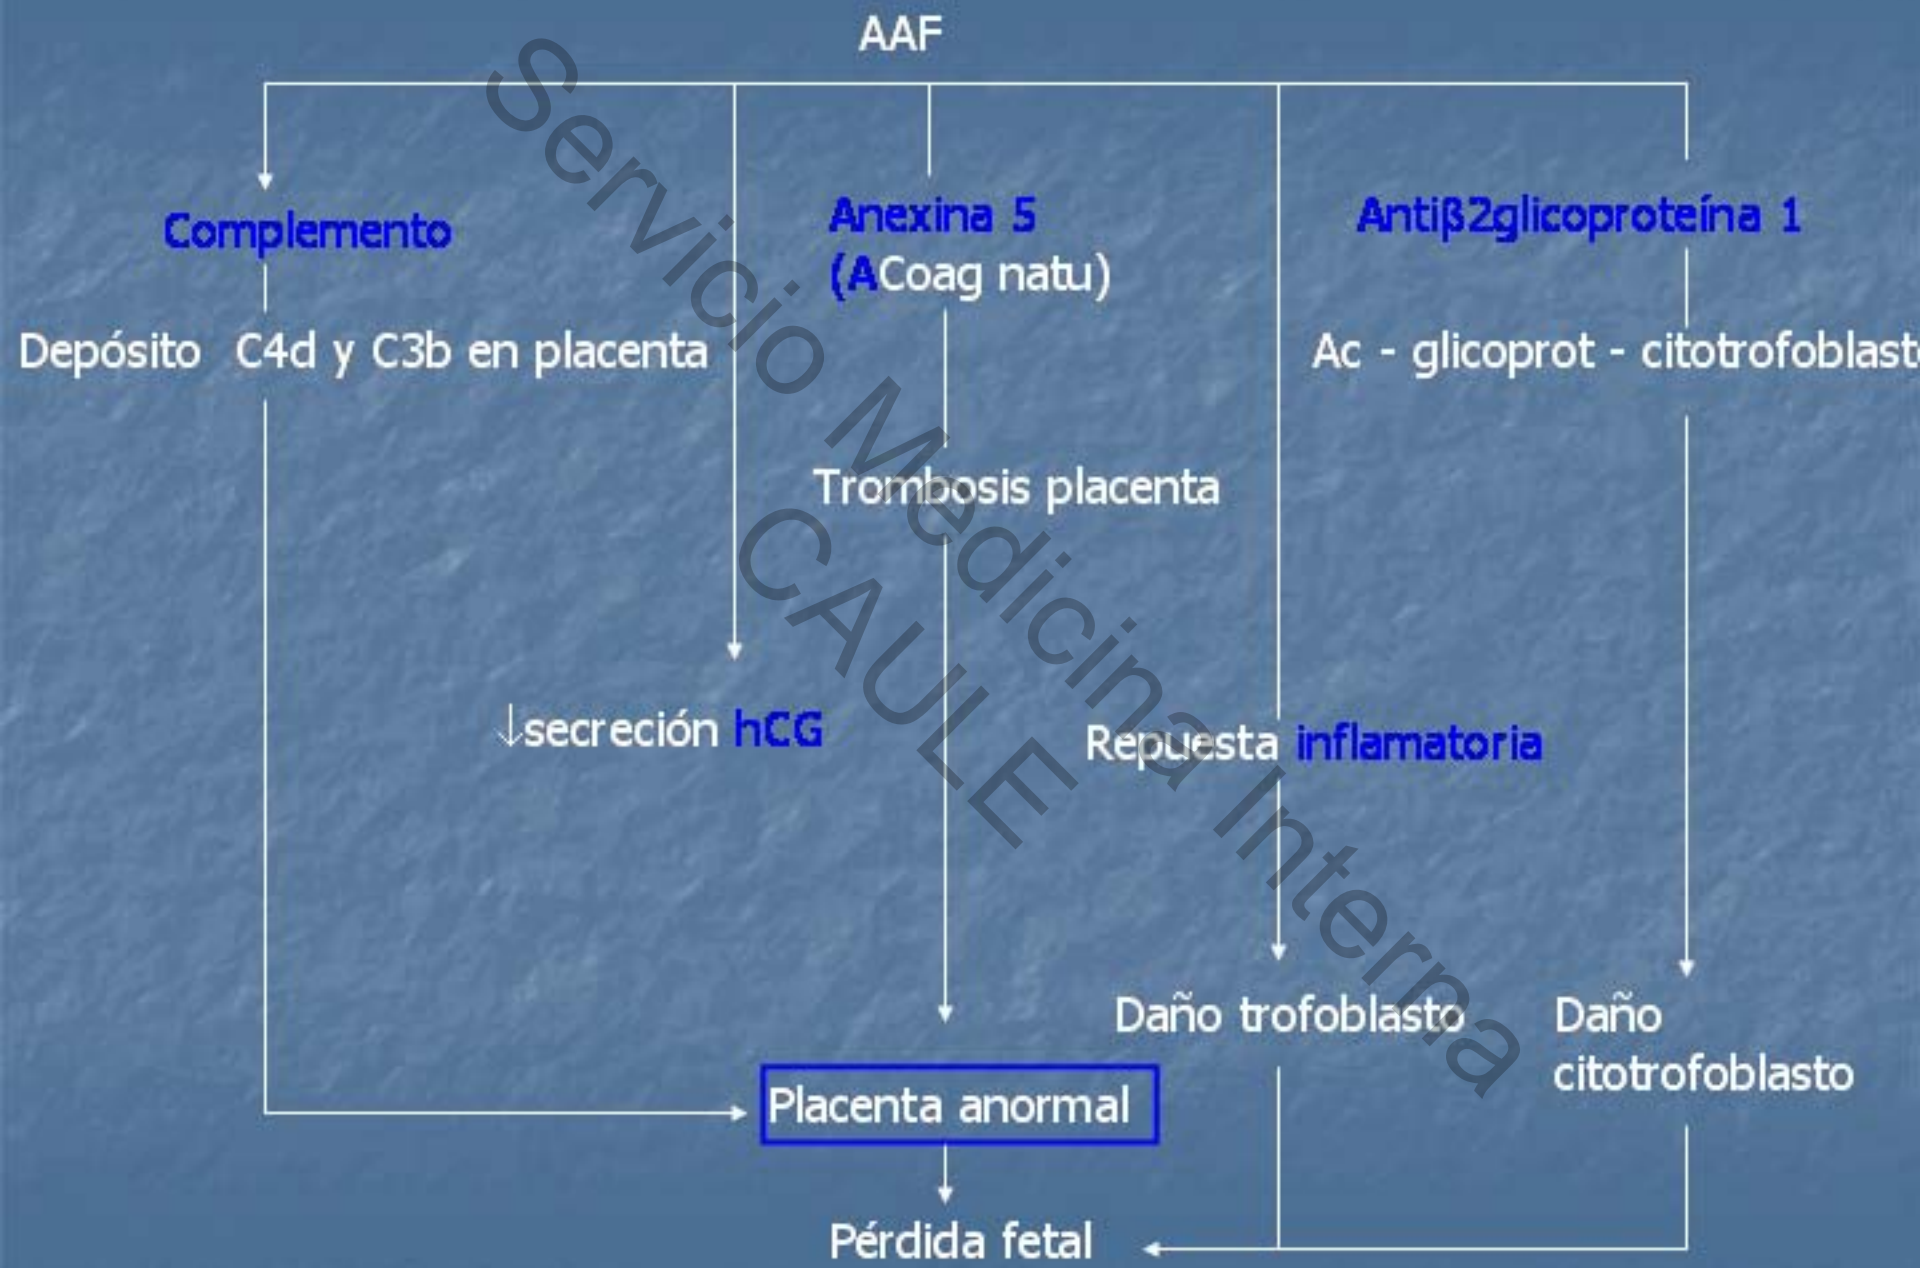 AAF
Complemento
Anexina 5
(ACoag natu)
Antiβ2glicoproteína 1
Depósito C4d y C3b en placenta
Ac - glicoprot - citotrofoblasto
Trombosis placenta
↓secreción hCG
Repuesta inflamatoria
Daño trofoblasto
Daño
citotrofoblasto
Placenta anormal
Pérdida fetal
Servicio Medicina Interna
CAULE